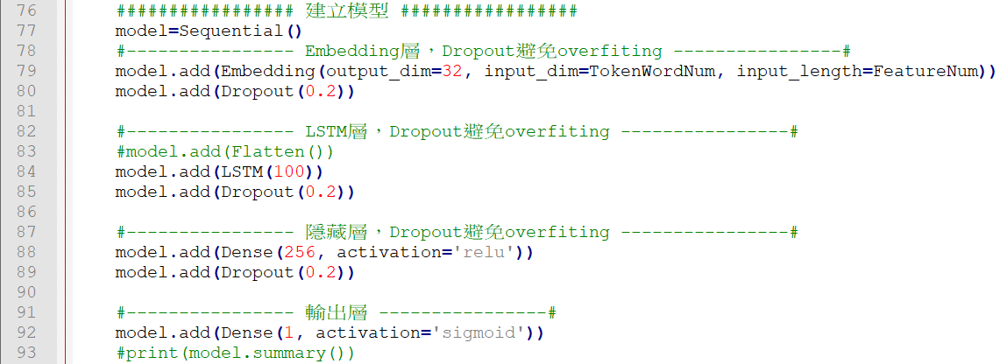 76 ################# 建立模型 #################
77 model=Sequential()
78 #---------------- Embedding層，Dropout避免overfiting ----------------#
79 model.add(Embedding(output_dim=32, input_dim=TokenWordNum, input_length=FeatureNum))
80 model.add(Dropout(0.2))
81
82 #---------------- LSTM層，Dropout避免overfiting ----------------#
83 #model.add(Flatten())
84 model.add(LSTM(100))
85 model.add(Dropout(0.2))
86
87 #---------------- 隱藏層，Dropout避免overfiting ----------------#
88 model.add(Dense(256, activation='relu'))
89 model.add(Dropout(0.2))
90
91 #---------------- 輸出層 ----------------#
92 model.add(Dense(1, activation='sigmoid'))
93 #print(model.summary())